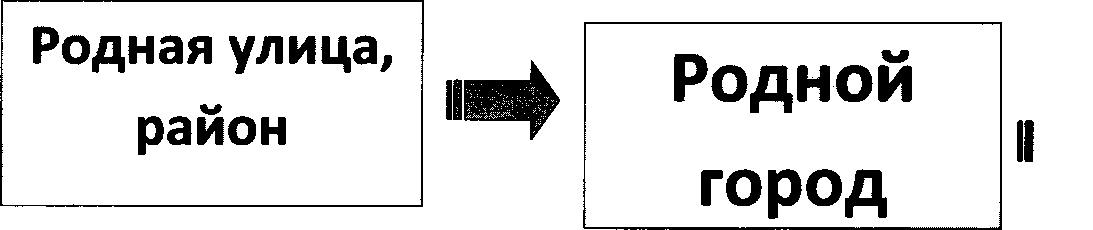 Родная улица,
район
Родной
город